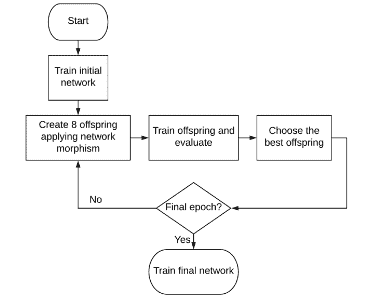 Start
Train initial
network
Create 8 offspring
applying network
morphism
Train offspring and
evaluate
Choose the
best offspring
Final epoch?
No
Yes
Train final network